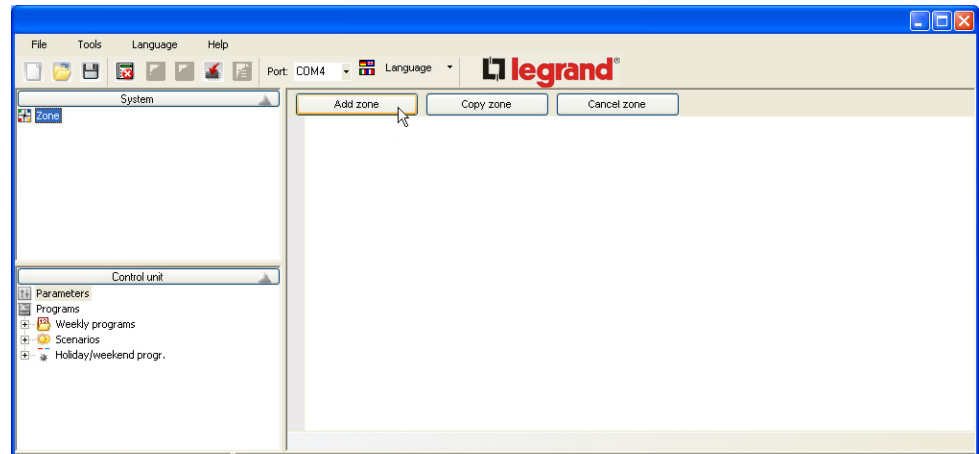 File Tools Language Help
Port: COM4 Language legrand®
System
Zone
Add zone Copy zone Cancel zone
Control unit
Parameters
Programs
Weekly programs
Scenarios
Holiday/weekend progr.